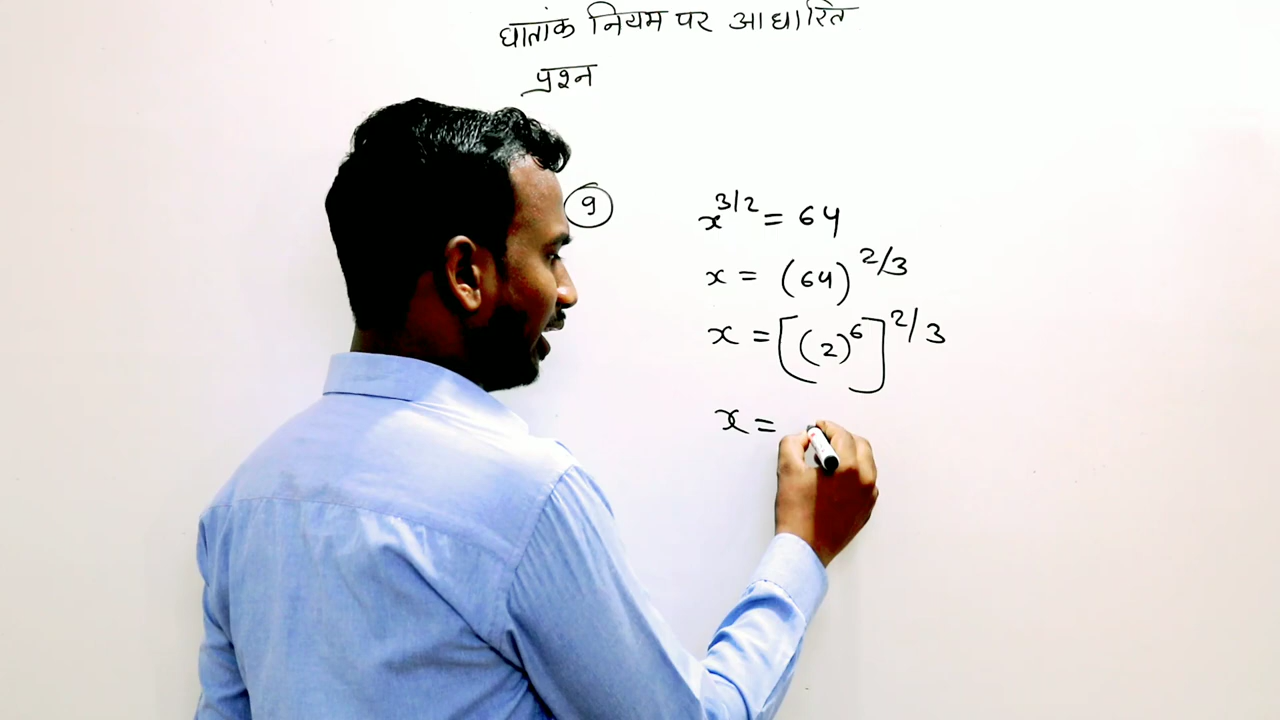 घातांक नियम पर आधारित
प्रश्न
9
x^{3/2} = 64
x = (64)^{2/3}
x = [(2)^6]^{2/3}
x =